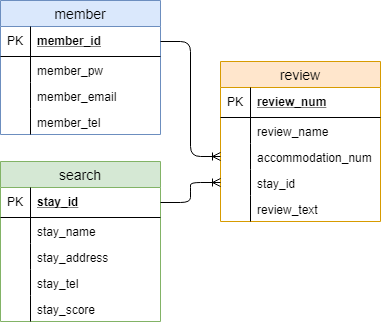 member
PK member_id
member_pw
member_email
member_tel
review
PK review_num
review_name
accommodation_num
stay_id
review_text
search
PK stay_id
stay_name
stay_address
stay_tel
stay_score